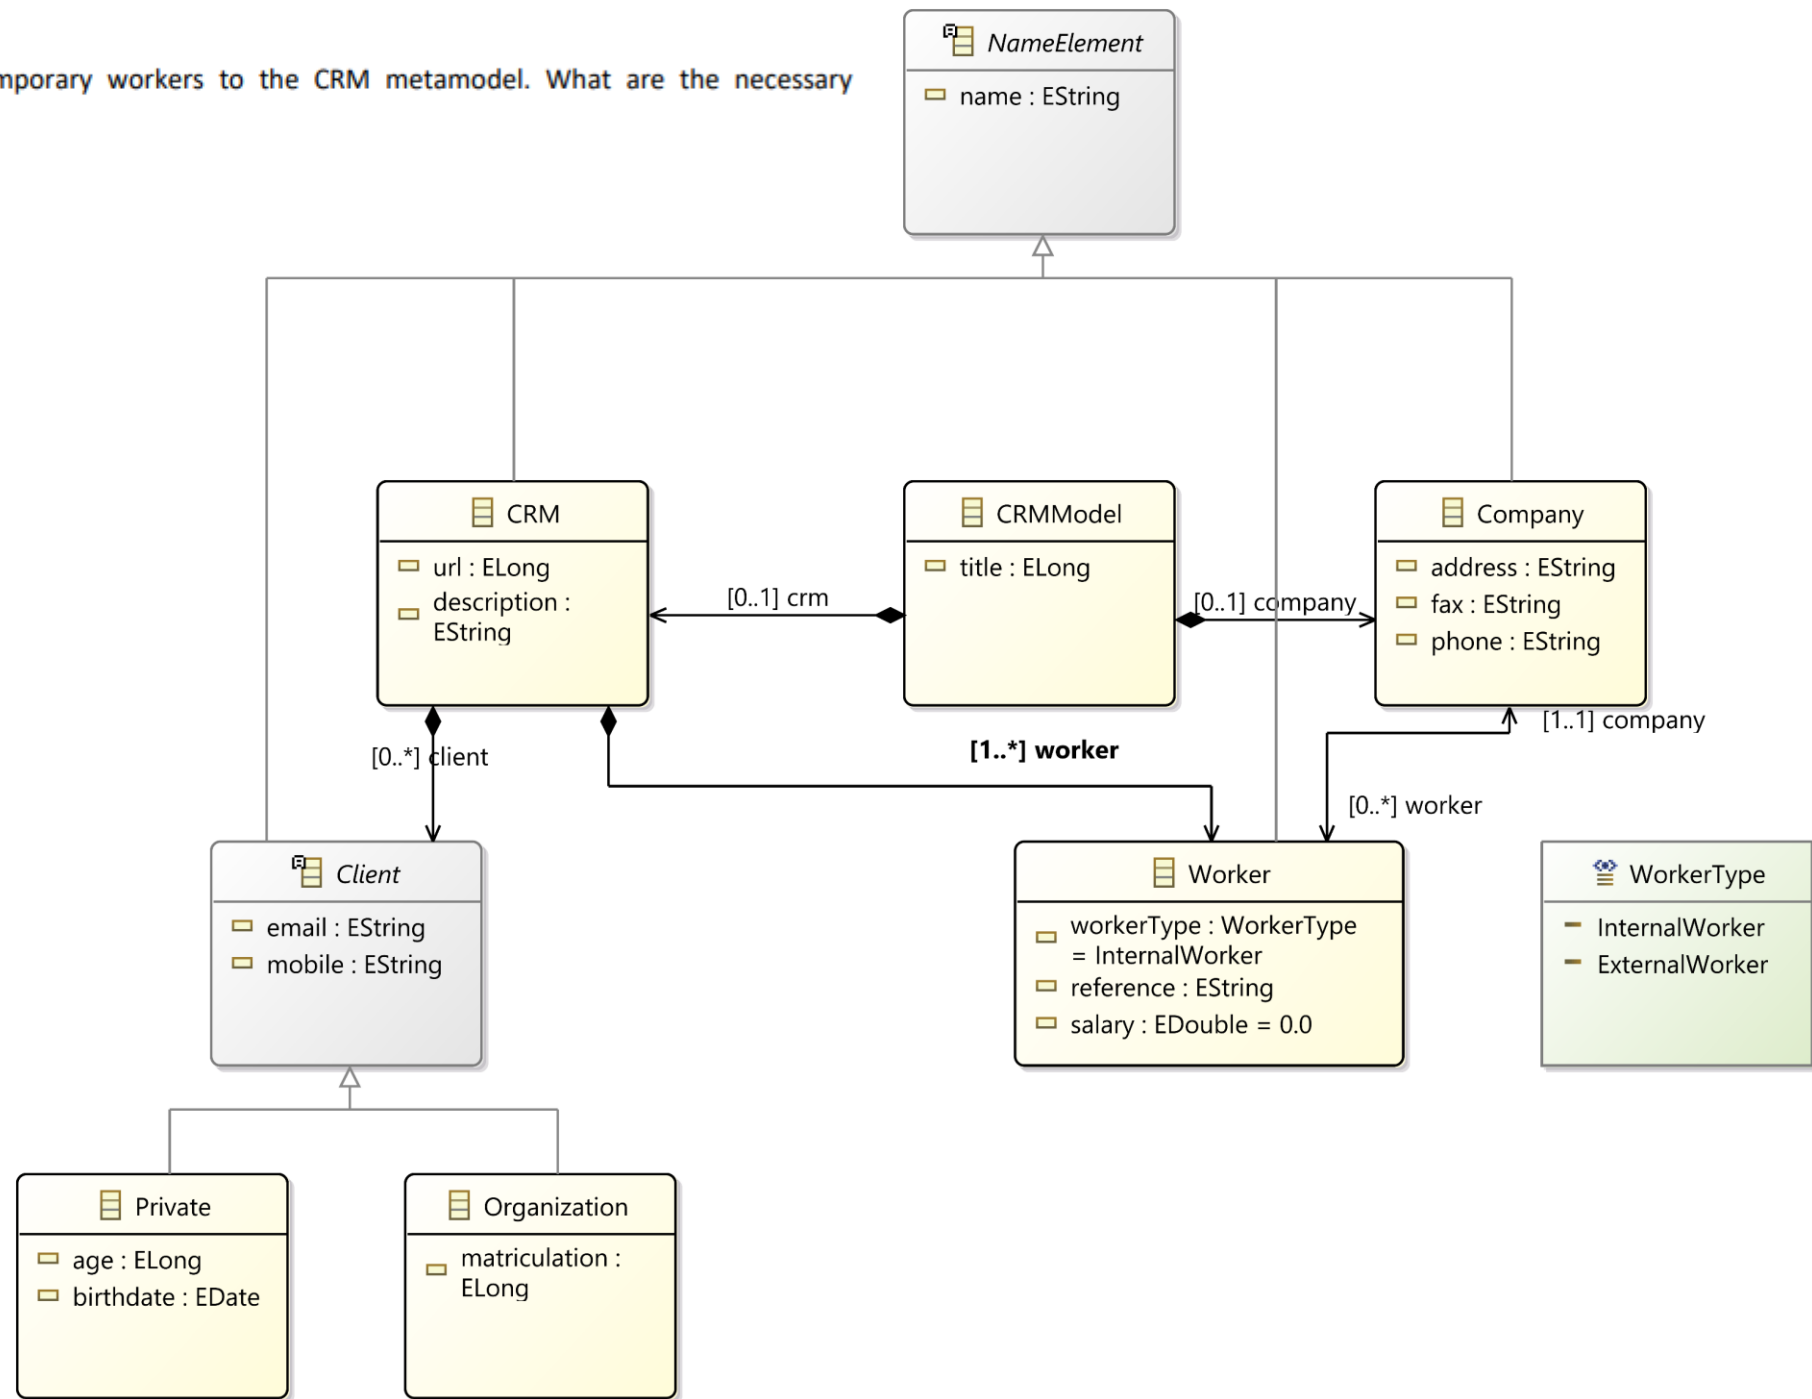 NameElement
mporary workers to the CRM metamodel. What are the necessary
name : EString
CRM
CRMModel
Company
url : ELong
description :
EString
title : ELong
address : EString
fax : EString
phone : EString
[0..1] crm
[0..1] company
[1..1] company
[0..*] client
[1..*] worker
[0..*] worker
Client
email : EString
mobile : EString
Worker
workerType : WorkerType
= InternalWorker
reference : EString
salary : EDouble = 0.0
WorkerType
InternalWorker
ExternalWorker
Private
age : ELong
birthdate : EDate
Organization
matriculation :
ELong